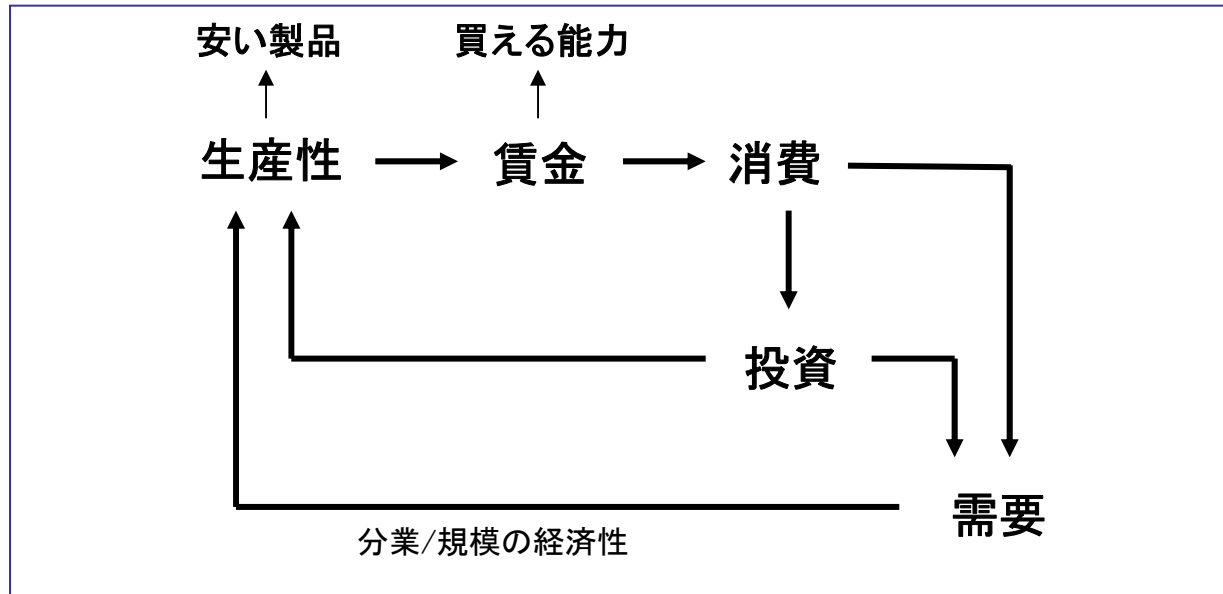 安い製品
買える能力
生産性
賃金
消費
投資
需要
分業/規模の経済性